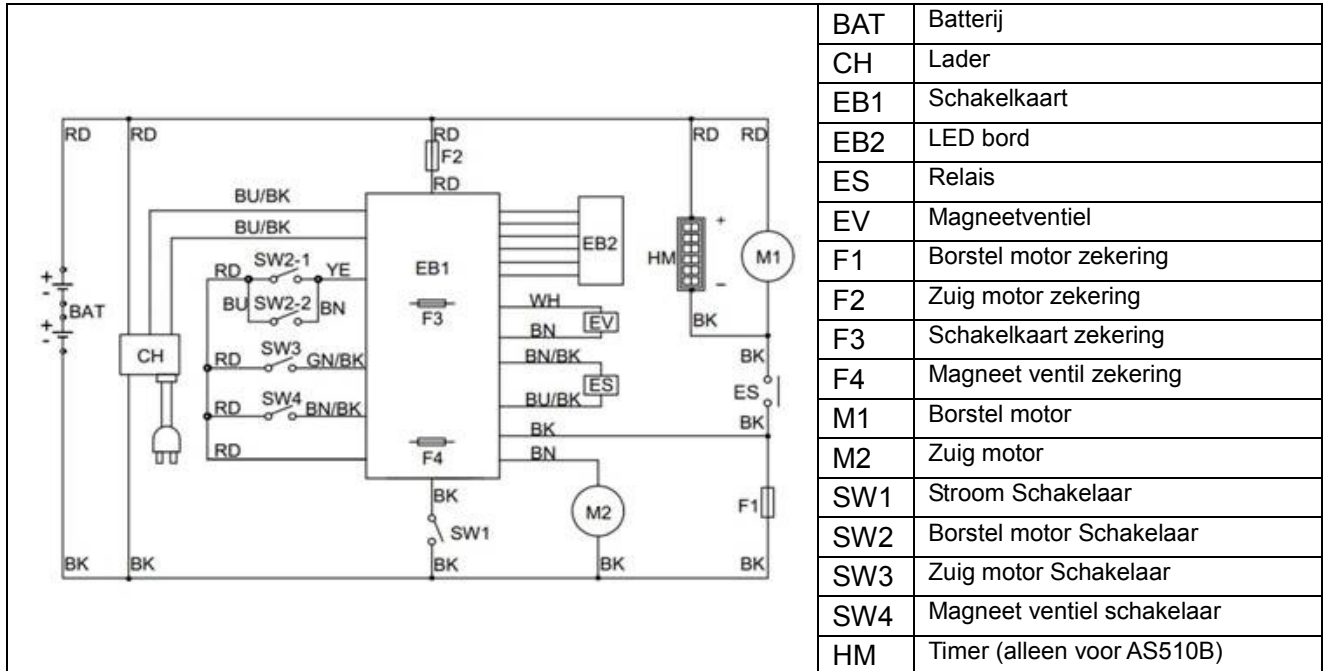 RD RD RD RD RD
F2
RD
BU/BK
BU/BK
SW2-1
RD YE
BU SW2-2 BN
EB1
EB2
HM
+
-
M1
+
-
BAT
+
-
F3
WH
EV
BN
BK
CH
SW3
RD GN/BK
BN/BK
ES
BU/BK
BK
ES
SW4
RD BN/BK
BK
BK
RD
F4
BN
BK
SW1
M2
F1
BK BK BK BK BK
BAT Batterij
CH Lader
EB1 Schakelkaart
EB2 LED bord
ES Relais
EV Magneetventiel
F1 Borstel motor zekering
F2 Zuig motor zekering
F3 Schakelkaart zekering
F4 Magneet ventil zekering
M1 Borstel motor
M2 Zuig motor
SW1 Stroom Schakelaar
SW2 Borstel motor Schakelaar
SW3 Zuig motor Schakelaar
SW4 Magneet ventiel schakelaar
HM Timer (alleen voor AS510B)